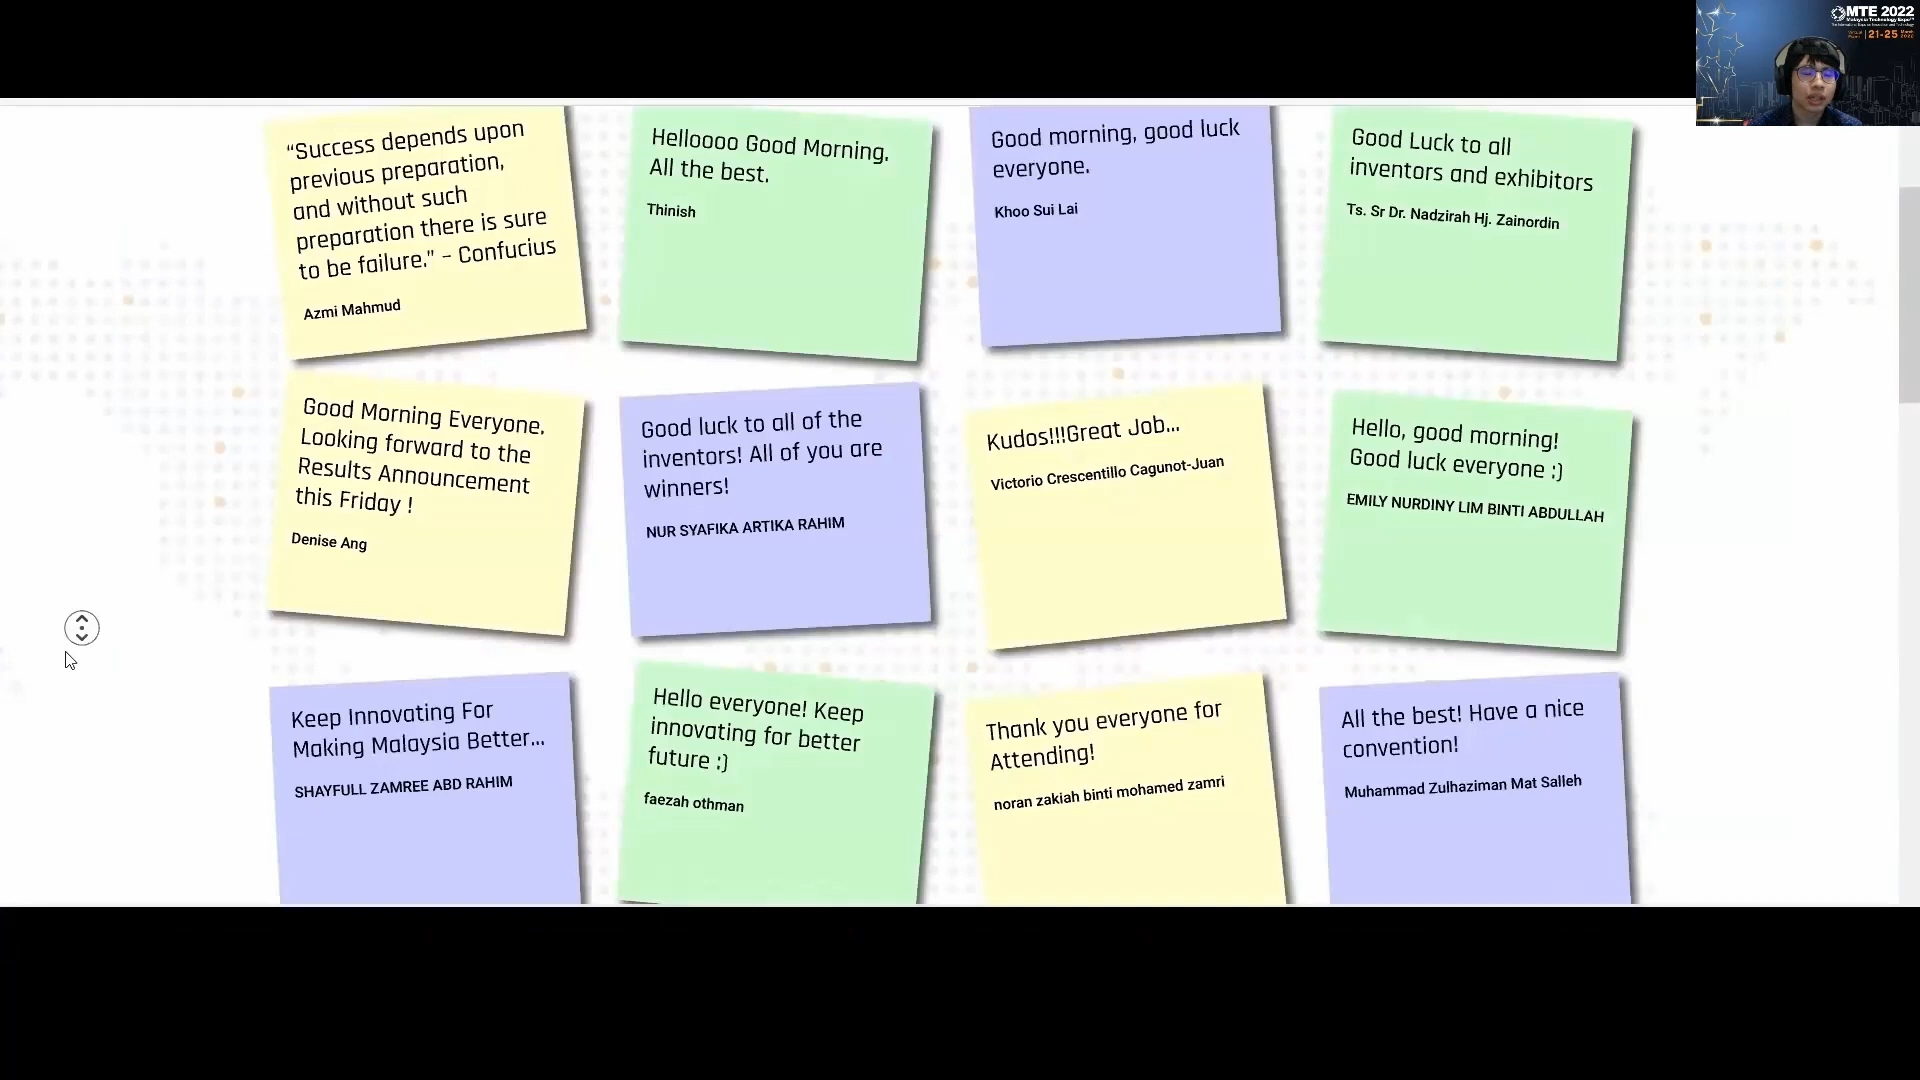 MTE 2022
Malaysia Technology Expo
21-25
March
2022
“Success depends upon
previous preparation,
and without such
preparation there is sure
to be failure.” – Confucius
Azmi Mahmud
Helloooo Good Morning.
All the best.
Thinish
Good morning, good luck
everyone.
Khoo Sui Lai
Good Luck to all
inventors and exhibitors
Ts. Sr Dr. Nadzirah Hj. Zainordin
Good Morning Everyone.
Looking forward to the
Results Announcement
this Friday !
Denise Ang
Good luck to all of the
inventors! All of you are
winners!
NUR SYAFIKA ARTIKA RAHIM
Kudos!!!Great Job...
Victorio Crescentillo Cagunot-Juan
Hello, good morning!
Good luck everyone ;)
EMILY NURDINY LIM BINTI ABDULLAH
Keep Innovating For
Making Malaysia Better...
SHAYFULL ZAMREE ABD RAHIM
Hello everyone! Keep
innovating for better
future :)
faezah othman
Thank you everyone for
Attending!
noran zakiah binti mohamed zamri
All the best! Have a nice
convention!
Muhammad Zulhaziman Mat Salleh